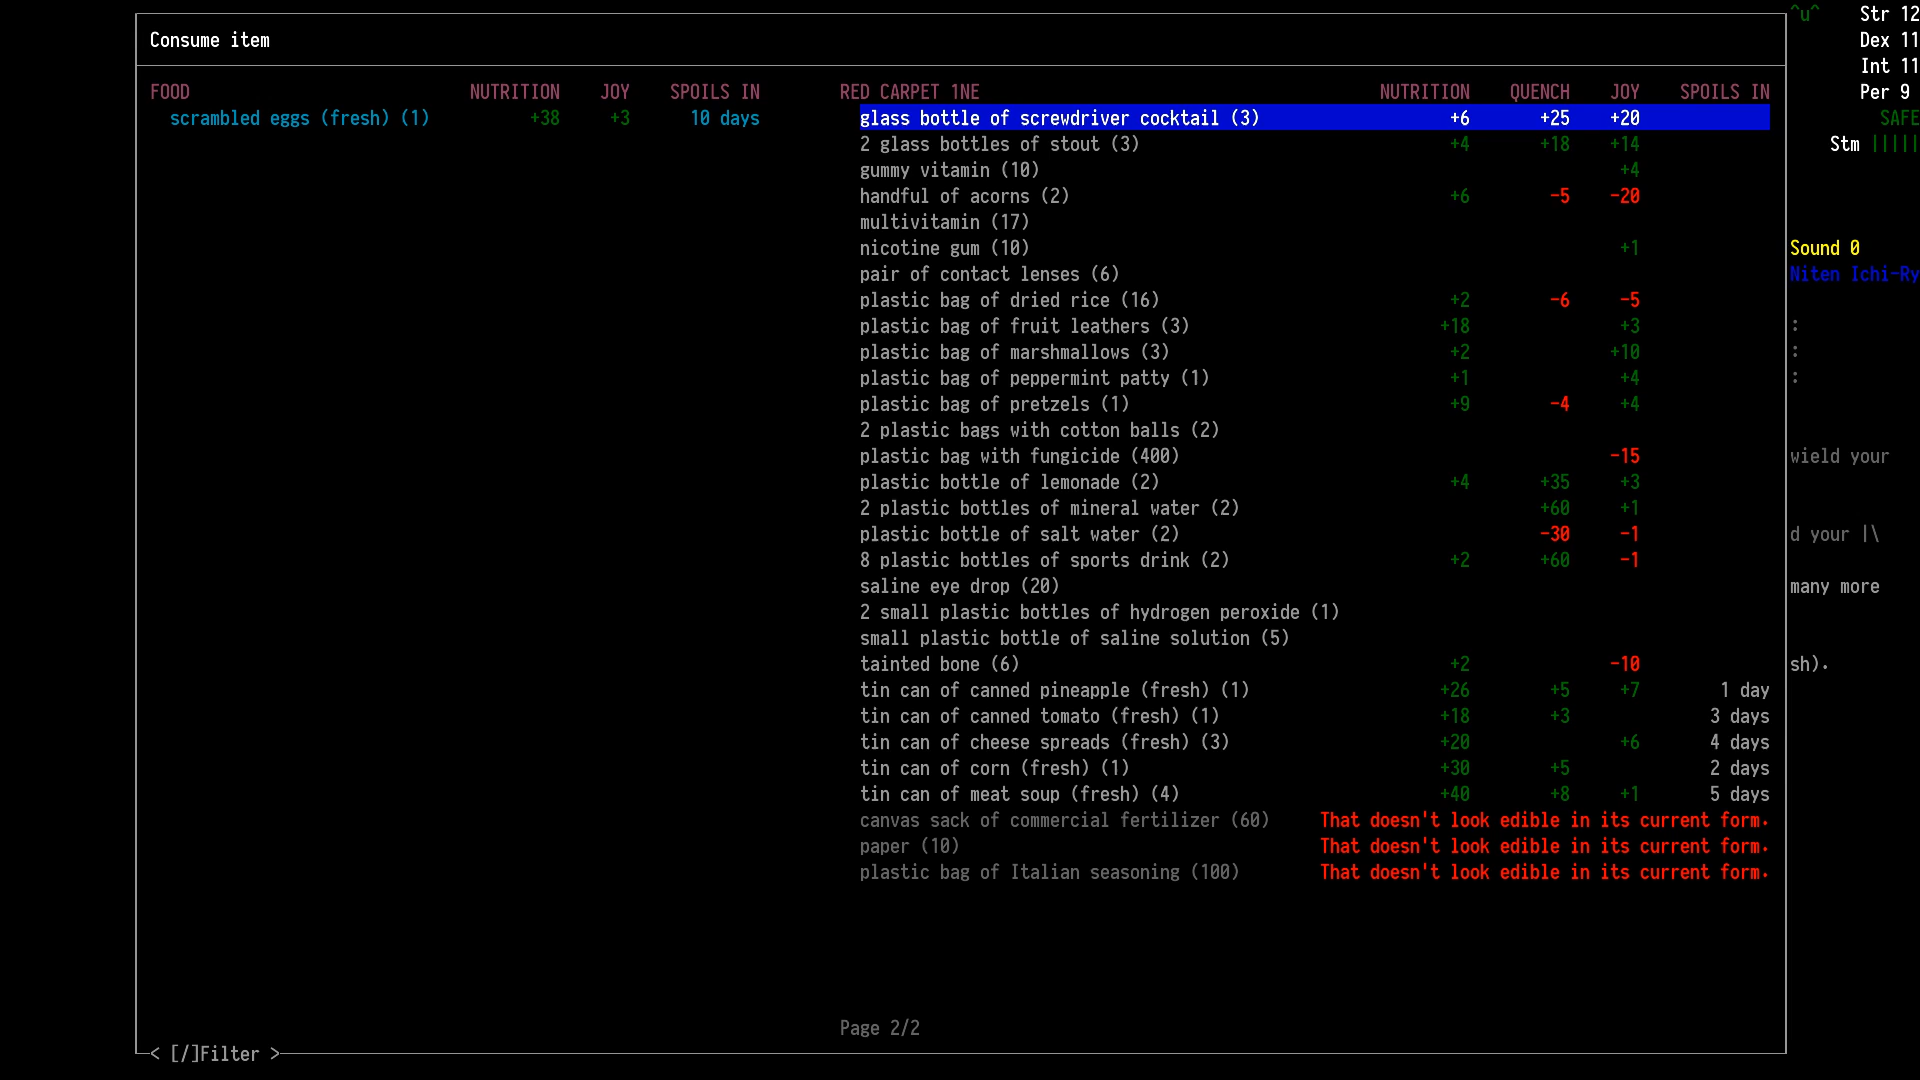 Consume item
FOOD NUTRITION JOY SPOILS IN
scrambled eggs (fresh) (1) +38 +3 10 days
RED CARPET 1NE NUTRITION QUENCH JOY SPOILS IN
glass bottle of screwdriver cocktail (3) +6 +25 +20
2 glass bottles of stout (3) +4 +18 +14
gummy vitamin (10) +4
handful of acorns (2) +6 -5 -20
multivitamin (17)
nicotine gum (10) +1
pair of contact lenses (6)
plastic bag of dried rice (16) +2 -6 -5
plastic bag of fruit leathers (3) +18 +3
plastic bag of marshmallows (3) +2 +10
plastic bag of peppermint patty (1) +1 +4
plastic bag of pretzels (1) +9 -4 +4
2 plastic bags with cotton balls (2)
plastic bag with fungicide (400) -15
plastic bottle of lemonade (2) +4 +35 +3
2 plastic bottles of mineral water (2) +60 +1
plastic bottle of salt water (2) -30 -1
8 plastic bottles of sports drink (2) +2 +60 -1
saline eye drop (20)
2 small plastic bottles of hydrogen peroxide (1)
small plastic bottle of saline solution (5)
tainted bone (6) +2 -10
tin can of canned pineapple (fresh) (1) +26 +5 +7 1 day
tin can of canned tomato (fresh) (1) +18 +3 3 days
tin can of cheese spreads (fresh) (3) +20 +6 4 days
tin can of corn (fresh) (1) +30 +5 2 days
tin can of meat soup (fresh) (4) +40 +8 +1 5 days
canvas sack of commercial fertilizer (60) That doesn't look edible in its current form.
paper (10) That doesn't look edible in its current form.
plastic bag of Italian seasoning (100) That doesn't look edible in its current form.
Page 2/2
< [/]Filter >
^u^ Str 12
Dex 11
Int 11
Per 9
SAFE
Stm |||||
Sound 0
Niten Ichi-Ry
:
:
:
wield your
d your |\
many more
sh).